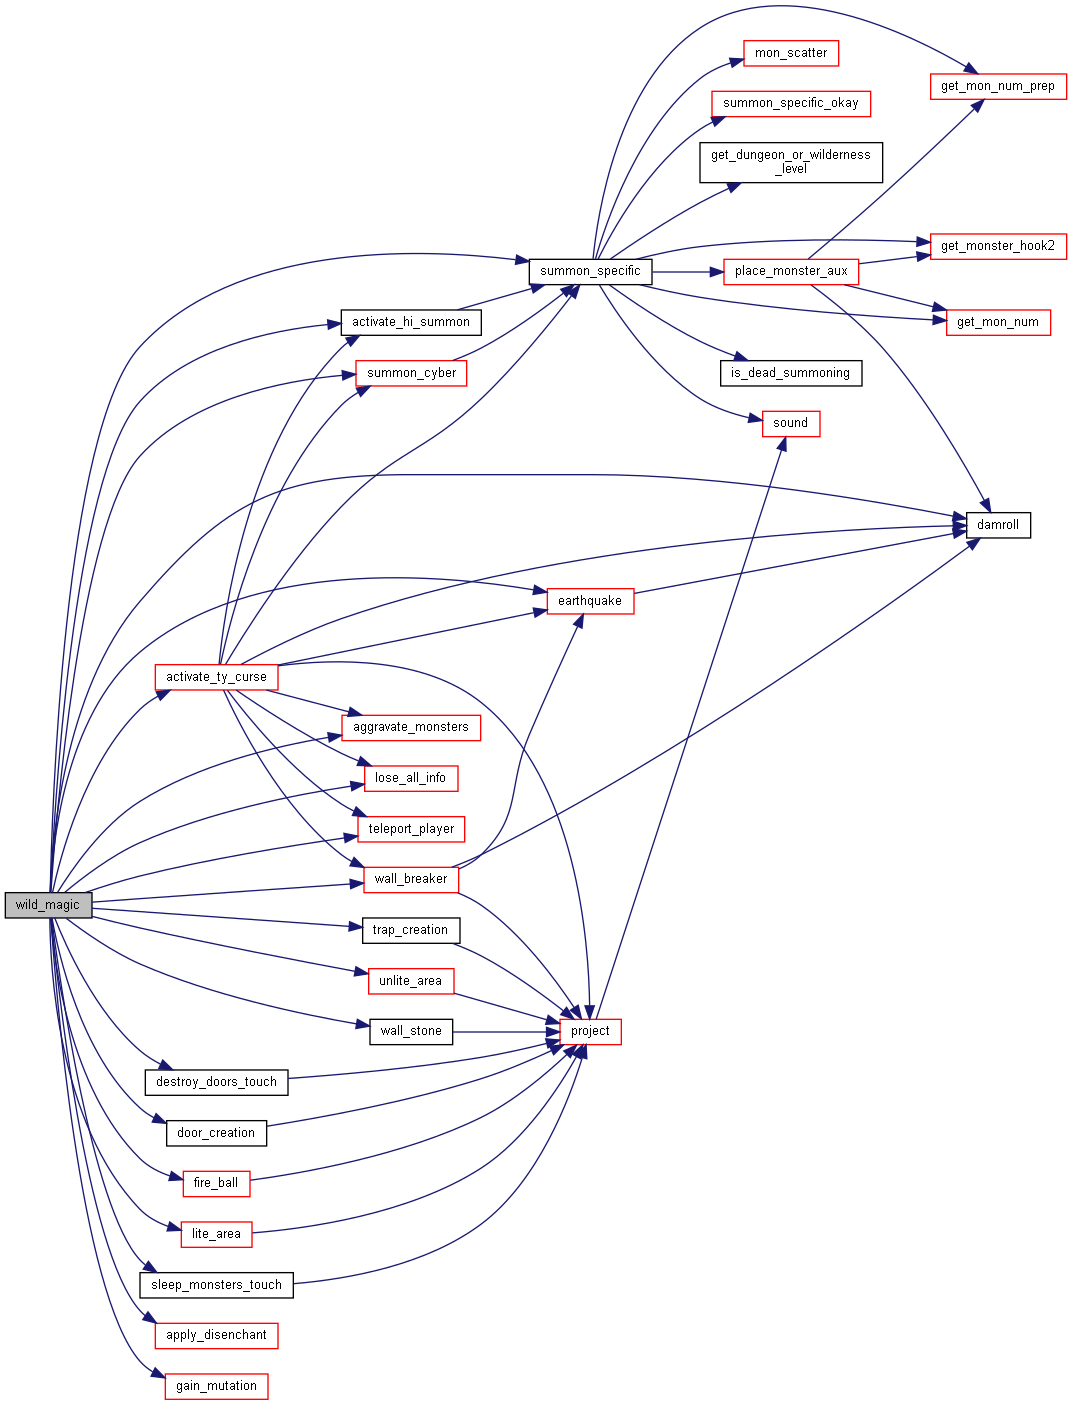 mon_scatter
get_mon_num_prep
summon_specific_okay
get_dungeon_or_wilderness
_level
get_monster_hook2
summon_specific
place_monster_aux
activate_hi_summon
get_mon_num
summon_cyber
is_dead_summoning
sound
damroll
earthquake
activate_ty_curse
aggravate_monsters
lose_all_info
teleport_player
wall_breaker
wild_magic
trap_creation
unlite_area
wall_stone
project
destroy_doors_touch
door_creation
fire_ball
lite_area
sleep_monsters_touch
apply_disenchant
gain_mutation